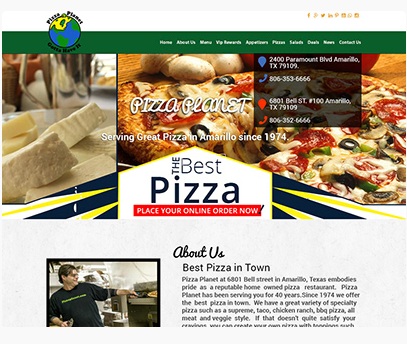 Pizza Planet
Gotta Have It
Home About Us Menu Vip Rewards Appetizers Pizzas Salads Deals News Contact Us
2400 Paramount Blvd Amarillo,
TX 79109.
806-353-6666
6801 Bell ST. #100 Amarillo,
TX 79109
806-352-6666
PIZZA PLANET
Serving Great Pizza in Amarillo since 1974.
THE Best
Pizza
PLACE YOUR ONLINE ORDER NOW
About Us
Best Pizza in Town
Pizza Planet at 6801 Bell street in Amarillo, Texas embodies
pride as a reputable home owned pizza restaurant. Pizza
Planet has been serving you for 40 years.Since 1974 we offer
the best pizza in town. We have a great variety of specialty
pizza such as a supreme, taco, chicken ranch, bbq pizza, all
meat and veggie style. If that doesn't quite satisfy your
cravings, you can create your own pizza with toppings such